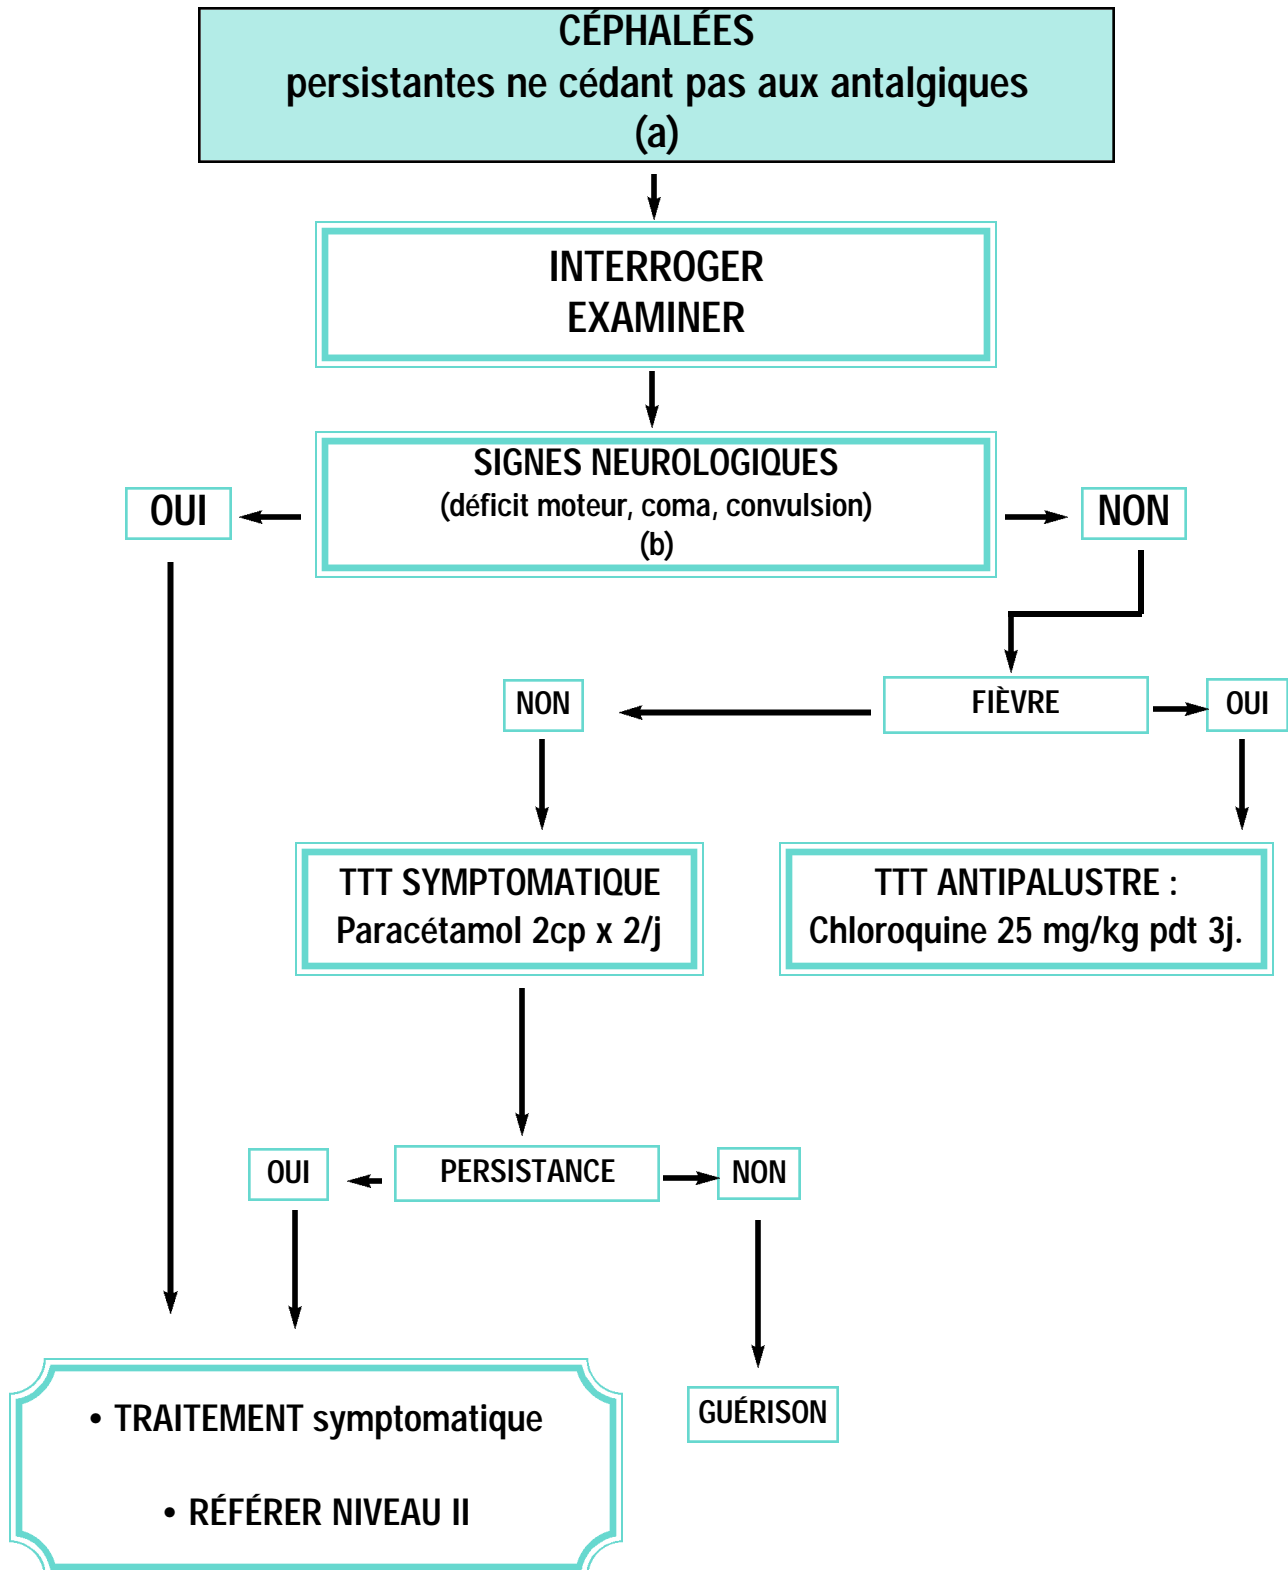 CÉPHALÉES
persistantes ne cédant pas aux antalgiques
(a)
INTERROGER
EXAMINER
SIGNES NEUROLOGIQUES
(déficit moteur, coma, convulsion)
(b)
OUI
NON
FIÈVRE
NON
OUI
TTT SYMPTOMATIQUE
Paracétamol 2cp x 2/j
TTT ANTIPALUSTRE :
Chloroquine 25 mg/kg pdt 3j.
PERSISTANCE
OUI
NON
• TRAITEMENT symptomatique
• RÉFÉRER NIVEAU II
GUÉRISON